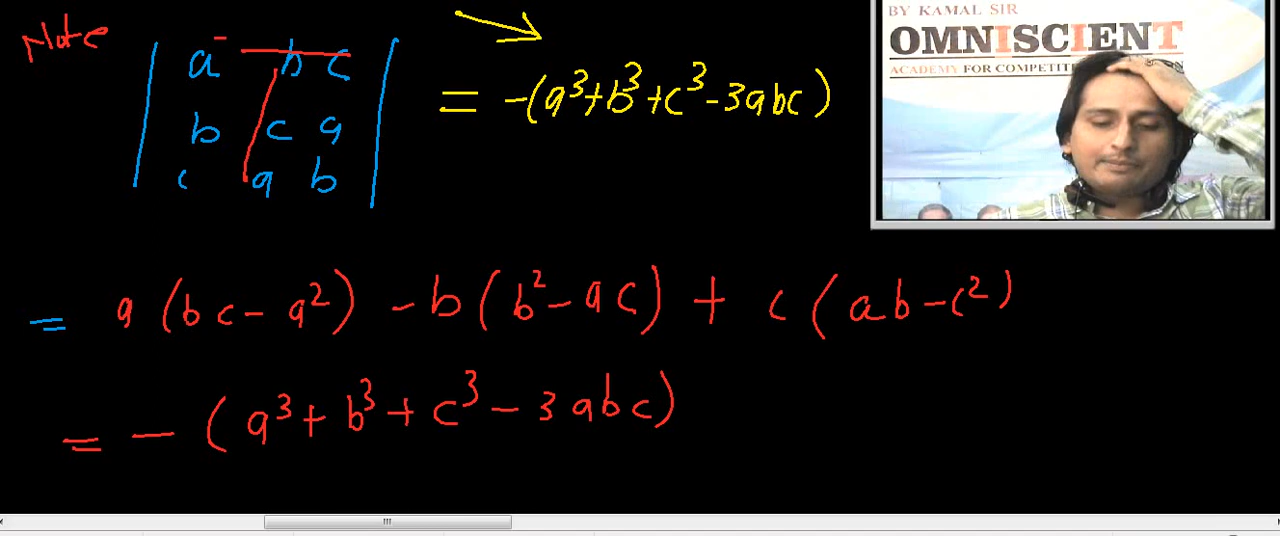 Note
| a b c |
| b c a |
| c a b |
= -(a³+b³+c³-3abc)
BY KAMAL SIR
OMNISCIENT
ACADEMY FOR
= a (bc - a²) - b (b² - ac) + c (ab - c²)
= - (a³ + b³ + c³ - 3abc)